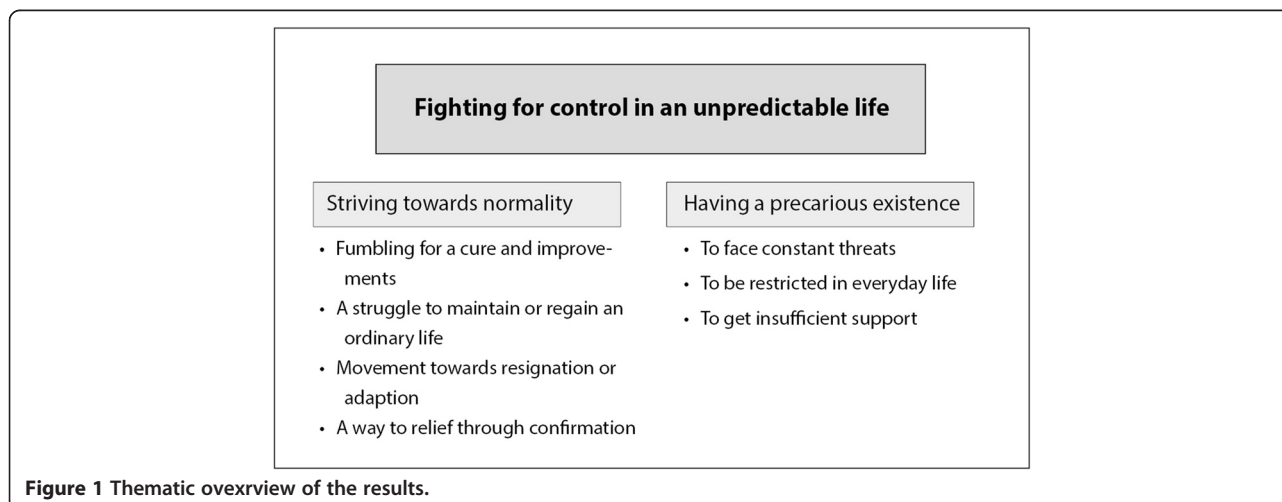 Fighting for control in an unpredictable life
Striving towards normality
• Fumbling for a cure and improve-
ments
• A struggle to maintain or regain an
ordinary life
• Movement towards resignation or
adaption
• A way to relief through confirmation
Having a precarious existence
• To face constant threats
• To be restricted in everyday life
• To get insufficient support
Figure 1 Thematic ovexrview of the results.